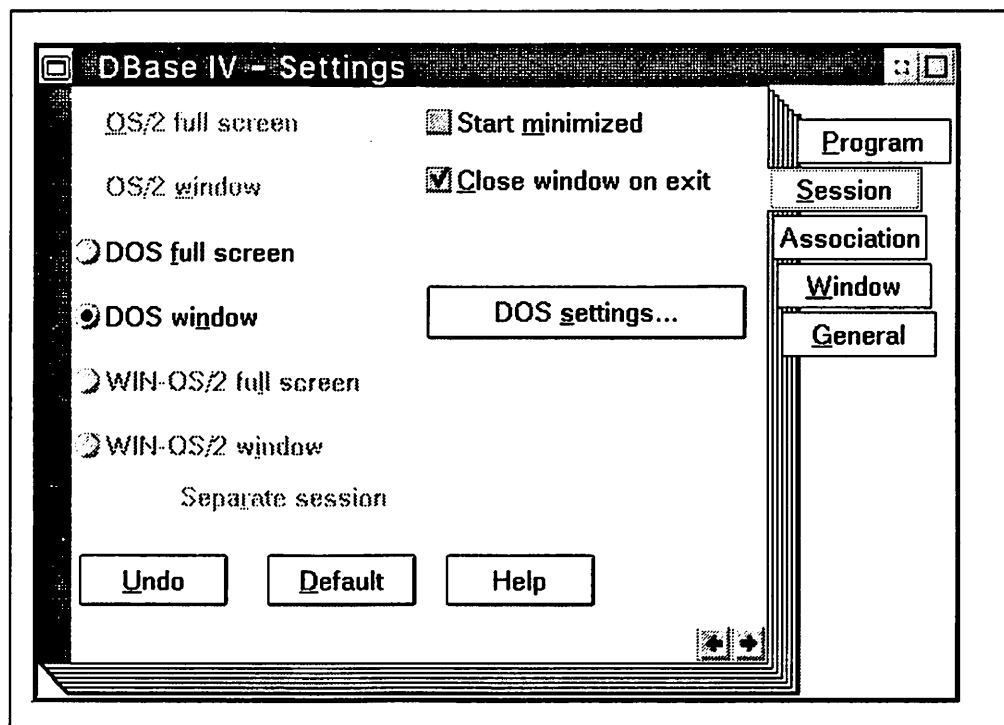 DBase IV – Settings
OS/2 full screen
Start minimized
OS/2 window
Close window on exit
DOS full screen
DOS window
DOS settings...
WIN-OS/2 full screen
WIN-OS/2 window
Separate session
Undo
Default
Help
Program
Session
Association
Window
General